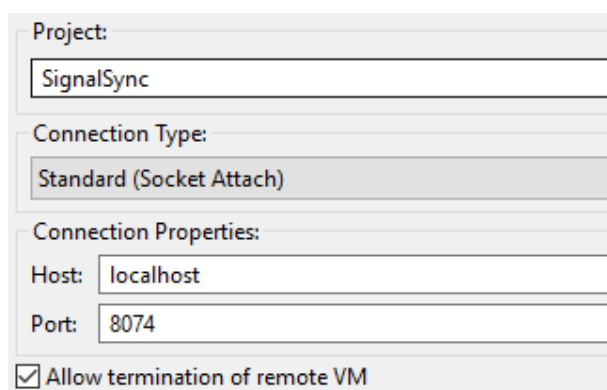 Project:
SignalSync
Connection Type:
Standard (Socket Attach)
Connection Properties:
Host: localhost
Port: 8074
Allow termination of remote VM